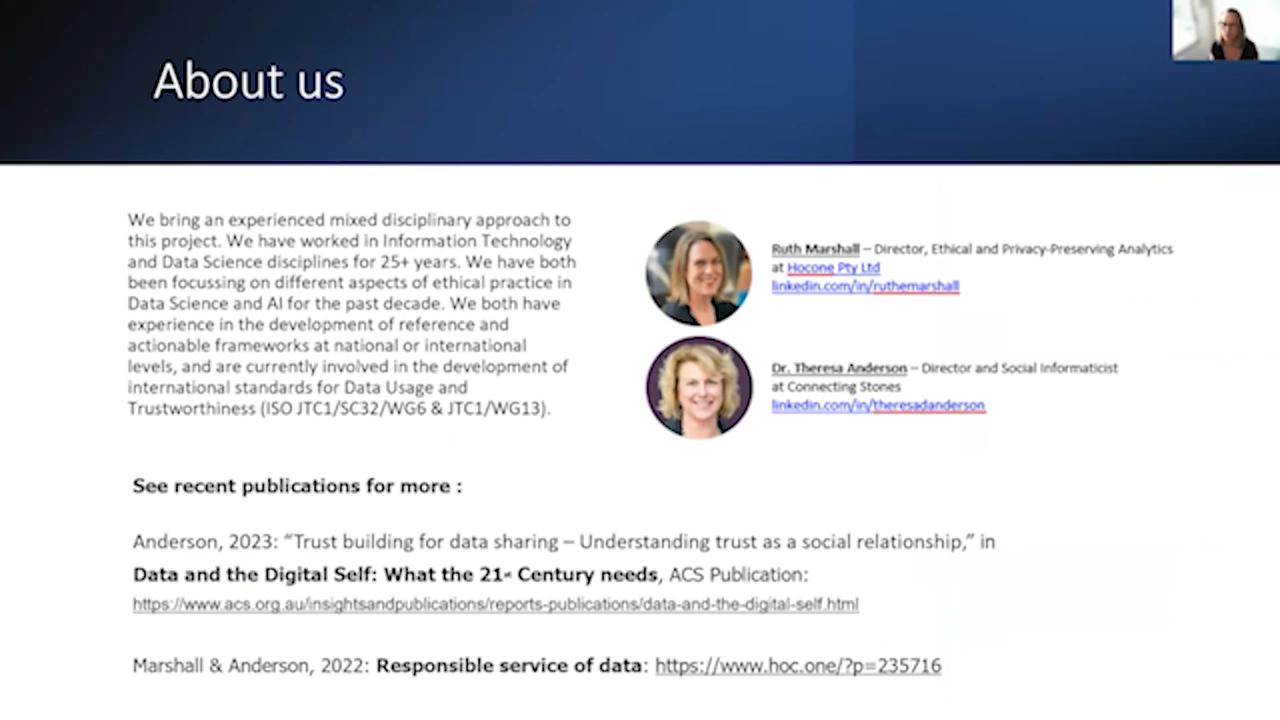 About us
We bring an experienced mixed disciplinary approach to
this project. We have worked in Information Technology
and Data Science disciplines for 25+ years. We have both
been focussing on different aspects of ethical practice in
Data Science and AI for the past decade. We both have
experience in the development of reference and
actionable frameworks at national or international
levels, and are currently involved in the development of
international standards for Data Usage and
Trustworthiness (ISO JTC1/SC32/WG6 & JTC1/WG13).
Ruth Marshall – Director, Ethical and Privacy-Preserving Analytics
at Hocone Pty Ltd
linkedin.com/in/ruthemarshall
Dr. Theresa Anderson – Director and Social Informaticist
at Connecting Stones
linkedin.com/in/theresadanderson
See recent publications for more :
Anderson, 2023: “Trust building for data sharing – Understanding trust as a social relationship,” in
Data and the Digital Self: What the 21st Century needs, ACS Publication:
https://www.acs.org.au/insightsandpublications/reports-publications/data-and-the-digital-self.html
Marshall & Anderson, 2022: Responsible service of data: https://www.hoc.one/?p=235716